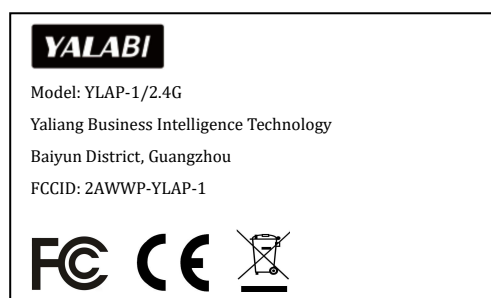 YALABI
Model: YLAP-1/2.4G
Yaliang Business Intelligence Technology
Baiyun District, Guangzhou
FCCID: 2AWWP-YLAP-1
FC CE